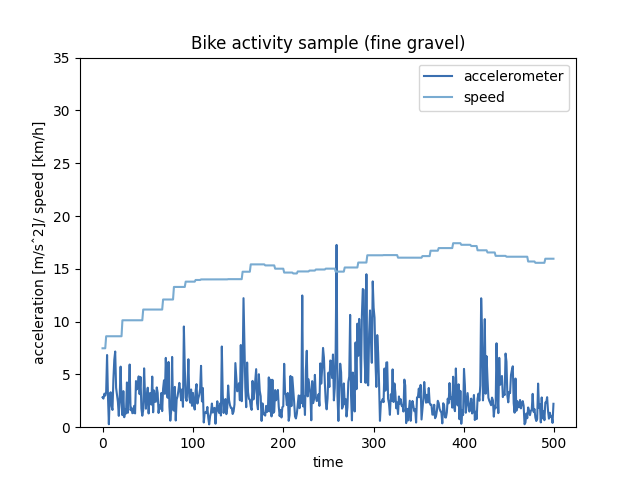 Bike activity sample (fine gravel)
accelerometer
speed
acceleration [m/s^2]/ speed [km/h]
35
30
25
20
15
10
5
0
0 100 200 300 400 500
time